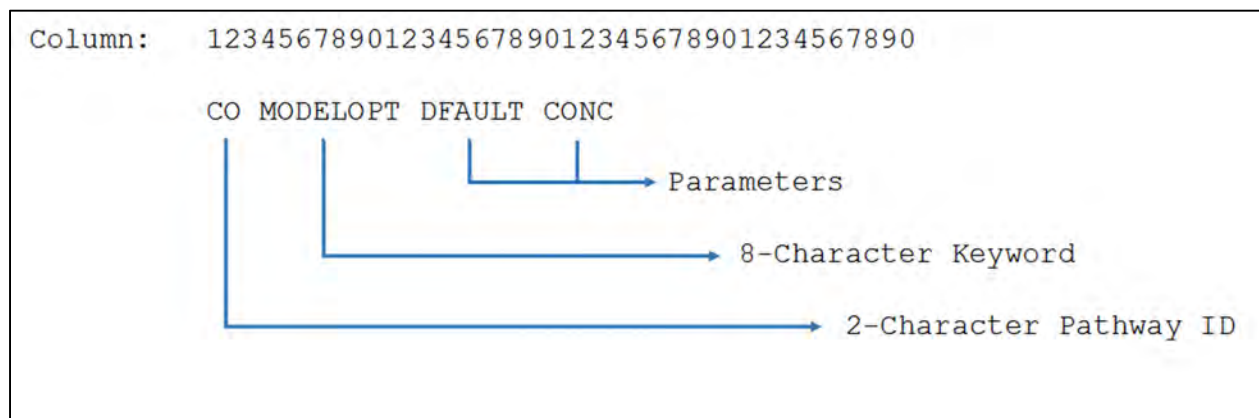 Column: 1234567890123456789012345678901234567890
CO MODELOPT DFAULT CONC
Parameters
8-Character Keyword
2-Character Pathway ID